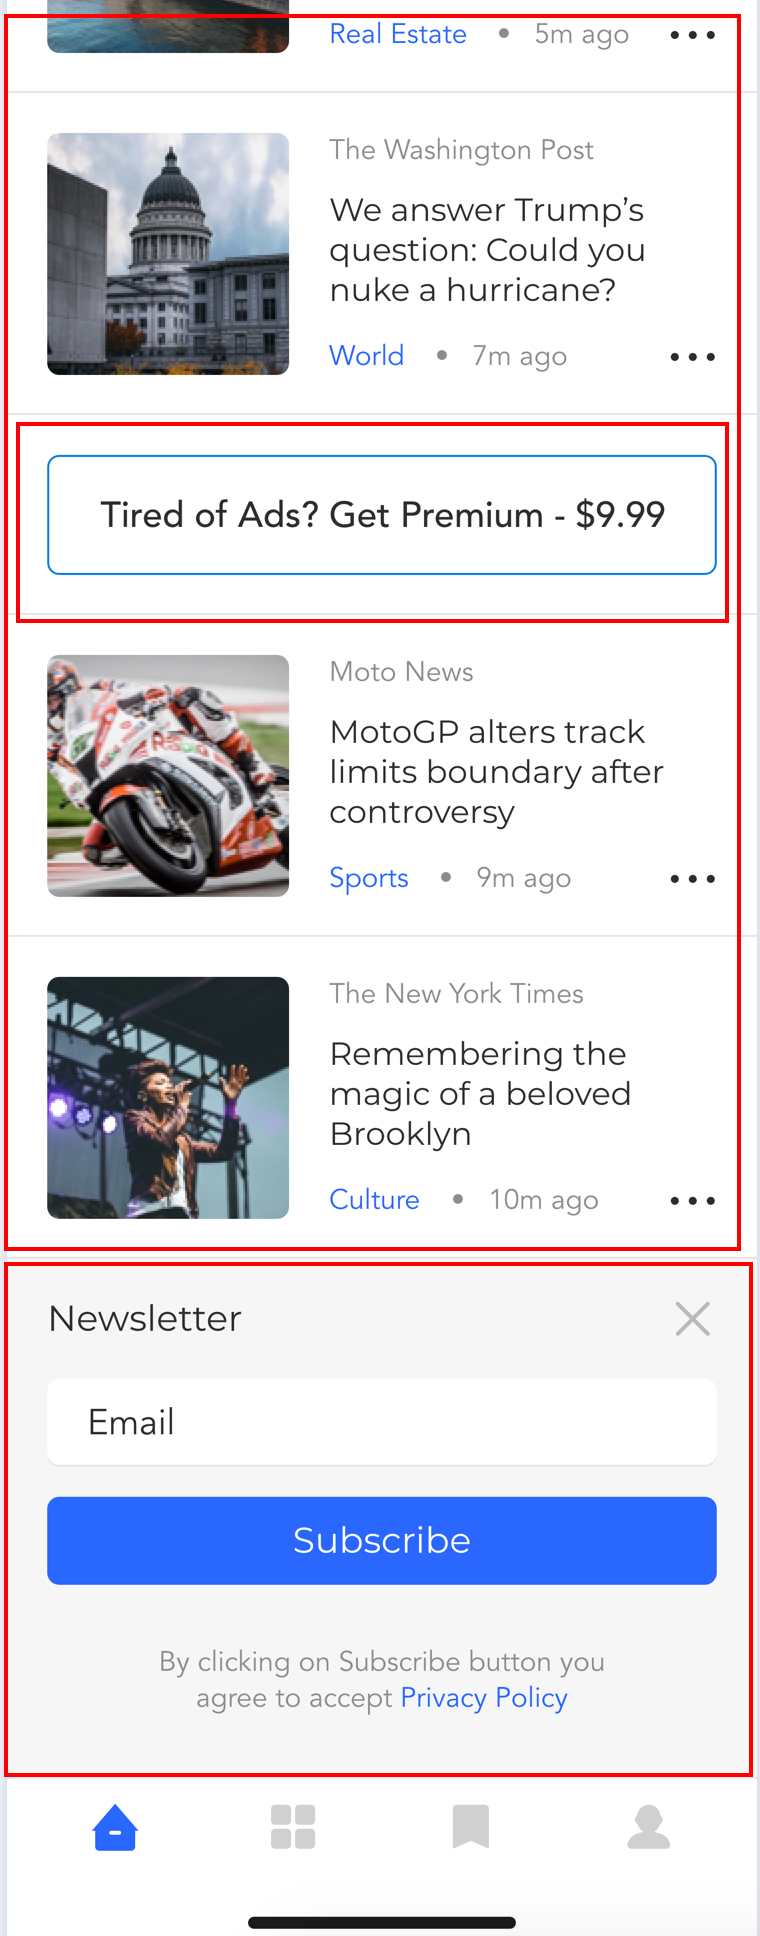 Real Estate • 5m ago •••
The Washington Post
We answer Trump’s
question: Could you
nuke a hurricane?
World • 7m ago •••
Tired of Ads? Get Premium - $9.99
Moto News
MotoGP alters track
limits boundary after
controversy
Sports • 9m ago •••
The New York Times
Remembering the
magic of a beloved
Brooklyn
Culture • 10m ago •••
Newsletter
Email
Subscribe
By clicking on Subscribe button you
agree to accept Privacy Policy